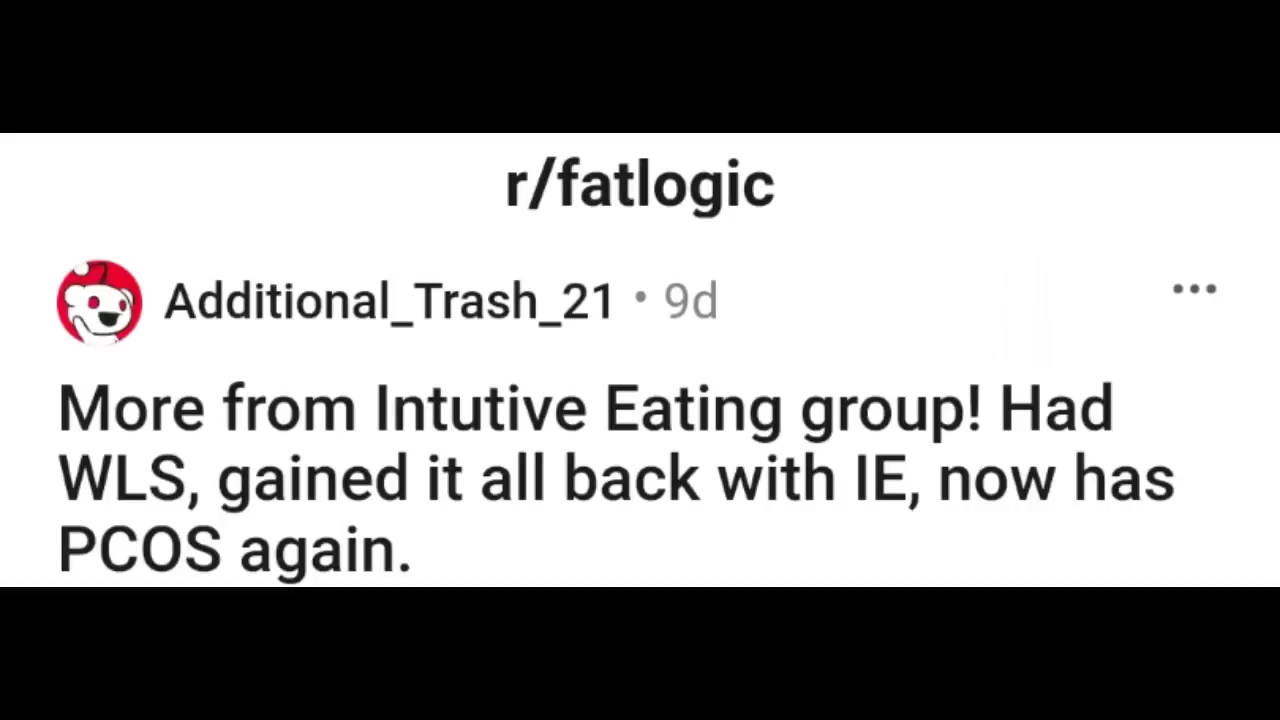 r/fatlogic
Additional_Trash_21 • 9d
More from Intutive Eating group! Had
WLS, gained it all back with IE, now has
PCOS again.